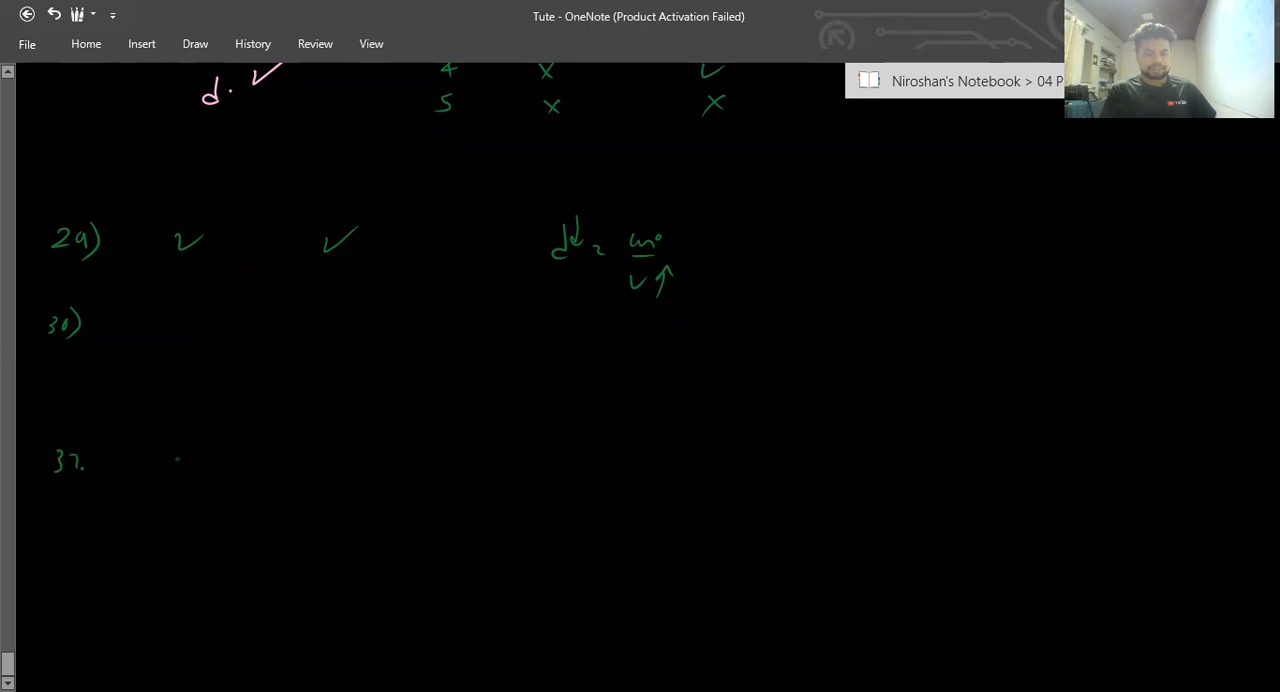 Tute - OneNote (Product Activation Failed)
File Home Insert Draw History Review View
Niroshan's Notebook > 04 P
d. ✓
4 x ✓
5 x x
29) ✓ ✓
d↓ = m° / v↑
30)
37.